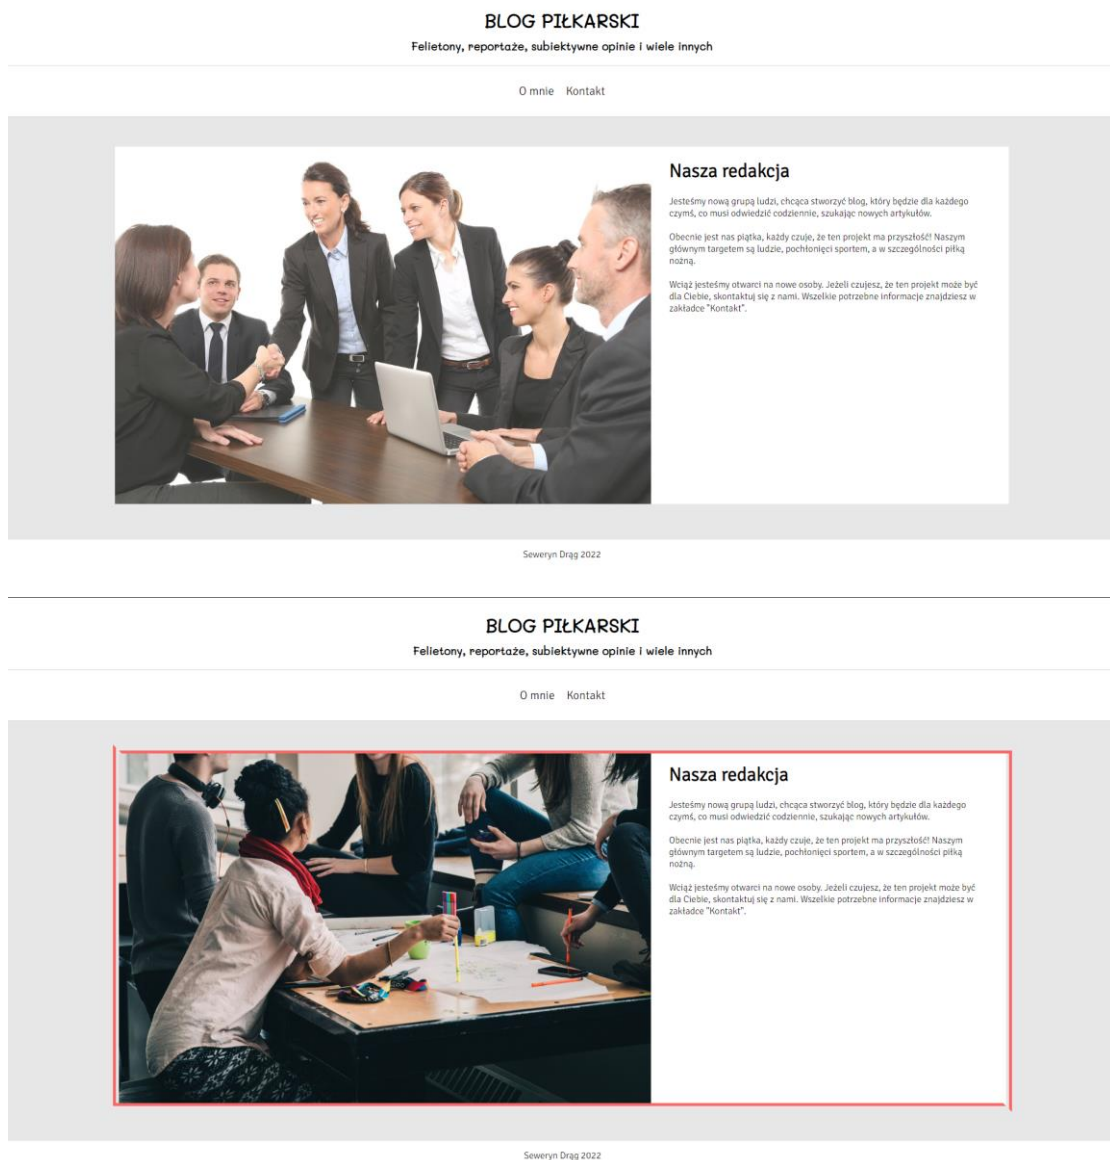 BLOG PIŁKARSKI
Felietony, reportaże, subiektywne opinie i wiele innych
O mnie Kontakt
Nasza redakcja
Jesteśmy nową grupą ludzi, chcąca stworzyć blog, który będzie dla każdego
czymś, co musi odwiedzić codziennie, szukając nowych artykułów.
Obecnie jest nas piątka, każdy czuje, że ten projekt ma przyszłość! Naszym
głównym targetem są ludzie, pochłonięci sportem, a w szczególności piłką
nożną.
Wciąż jesteśmy otwarci na nowe osoby. Jeżeli czujesz, że ten projekt może być
dla Ciebie, skontaktuj się z nami. Wszelkie potrzebne informacje znajdziesz w
zakładce "Kontakt".
Seweryn Drąg 2022
BLOG PIŁKARSKI
Felietony, reportaże, subiektywne opinie i wiele innych
O mnie Kontakt
Nasza redakcja
Jesteśmy nową grupą ludzi, chcąca stworzyć blog, który będzie dla każdego
czymś, co musi odwiedzić codziennie, szukając nowych artykułów.
Obecnie jest nas piątka, każdy czuje, że ten projekt ma przyszłość! Naszym
głównym targetem są ludzie, pochłonięci sportem, a w szczególności piłką
nożną.
Wciąż jesteśmy otwarci na nowe osoby. Jeżeli czujesz, że ten projekt może być
dla Ciebie, skontaktuj się z nami. Wszelkie potrzebne informacje znajdziesz w
zakładce "Kontakt".
Seweryn Drąg 2022